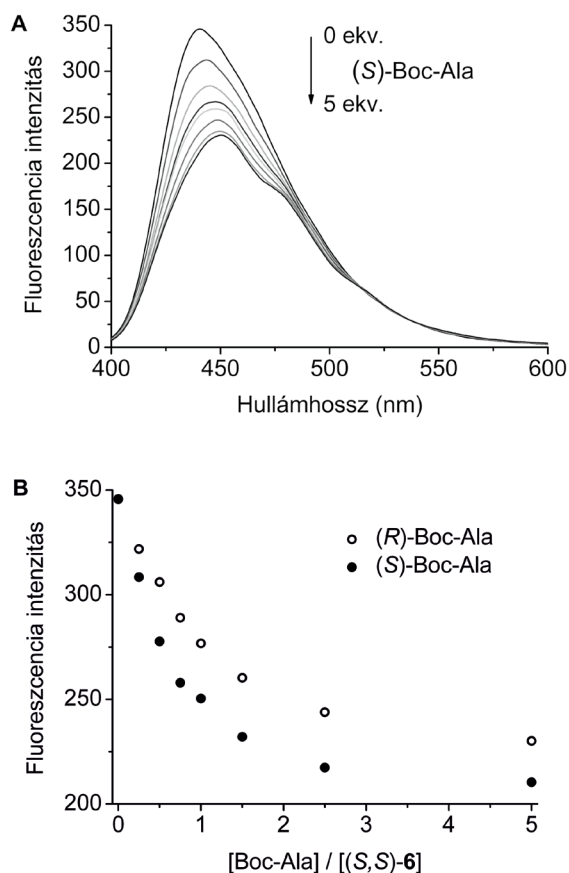 A
350
300
250
200
150
100
50
0
Fluoreszcencia intenzitás
0 ekv.
(S)-Boc-Ala
5 ekv.
400
450
500
550
600
Hullámhossz (nm)
B
350
300
250
200
Fluoreszcencia intenzitás
(R)-Boc-Ala
(S)-Boc-Ala
0
1
2
3
4
5
[Boc-Ala] / [(S,S)-6]